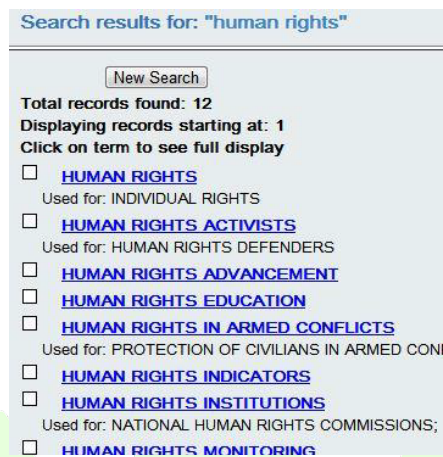 Search results for: "human rights"
New Search
Total records found: 12
Displaying records starting at: 1
Click on term to see full display
HUMAN RIGHTS
Used for: INDIVIDUAL RIGHTS
HUMAN RIGHTS ACTIVISTS
Used for: HUMAN RIGHTS DEFENDERS
HUMAN RIGHTS ADVANCEMENT
HUMAN RIGHTS EDUCATION
HUMAN RIGHTS IN ARMED CONFLICTS
Used for: PROTECTION OF CIVILIANS IN ARMED
HUMAN RIGHTS INDICATORS
HUMAN RIGHTS INSTITUTIONS
Used for: NATIONAL HUMAN RIGHTS COMMISSIONS;
HUMAN RIGHTS MONITORING